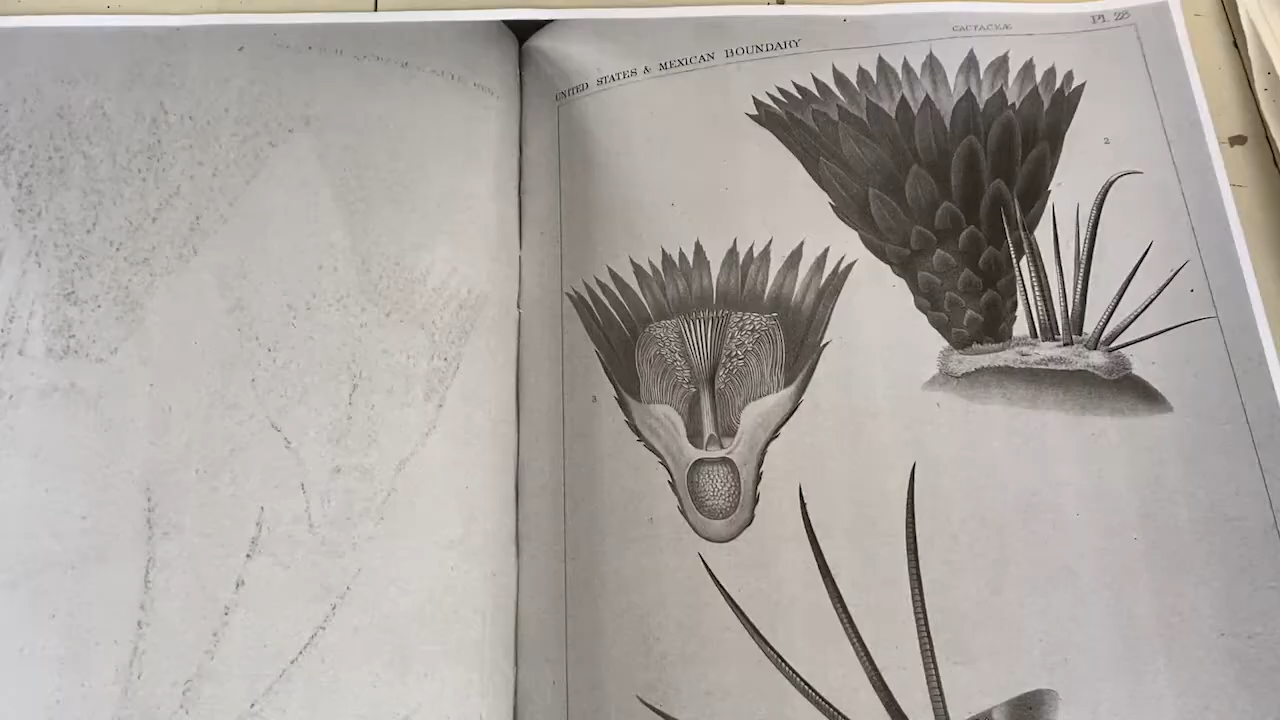 UNITED STATES & MEXICAN BOUNDARY
CACTACEÆ
Pl. 28
2
3